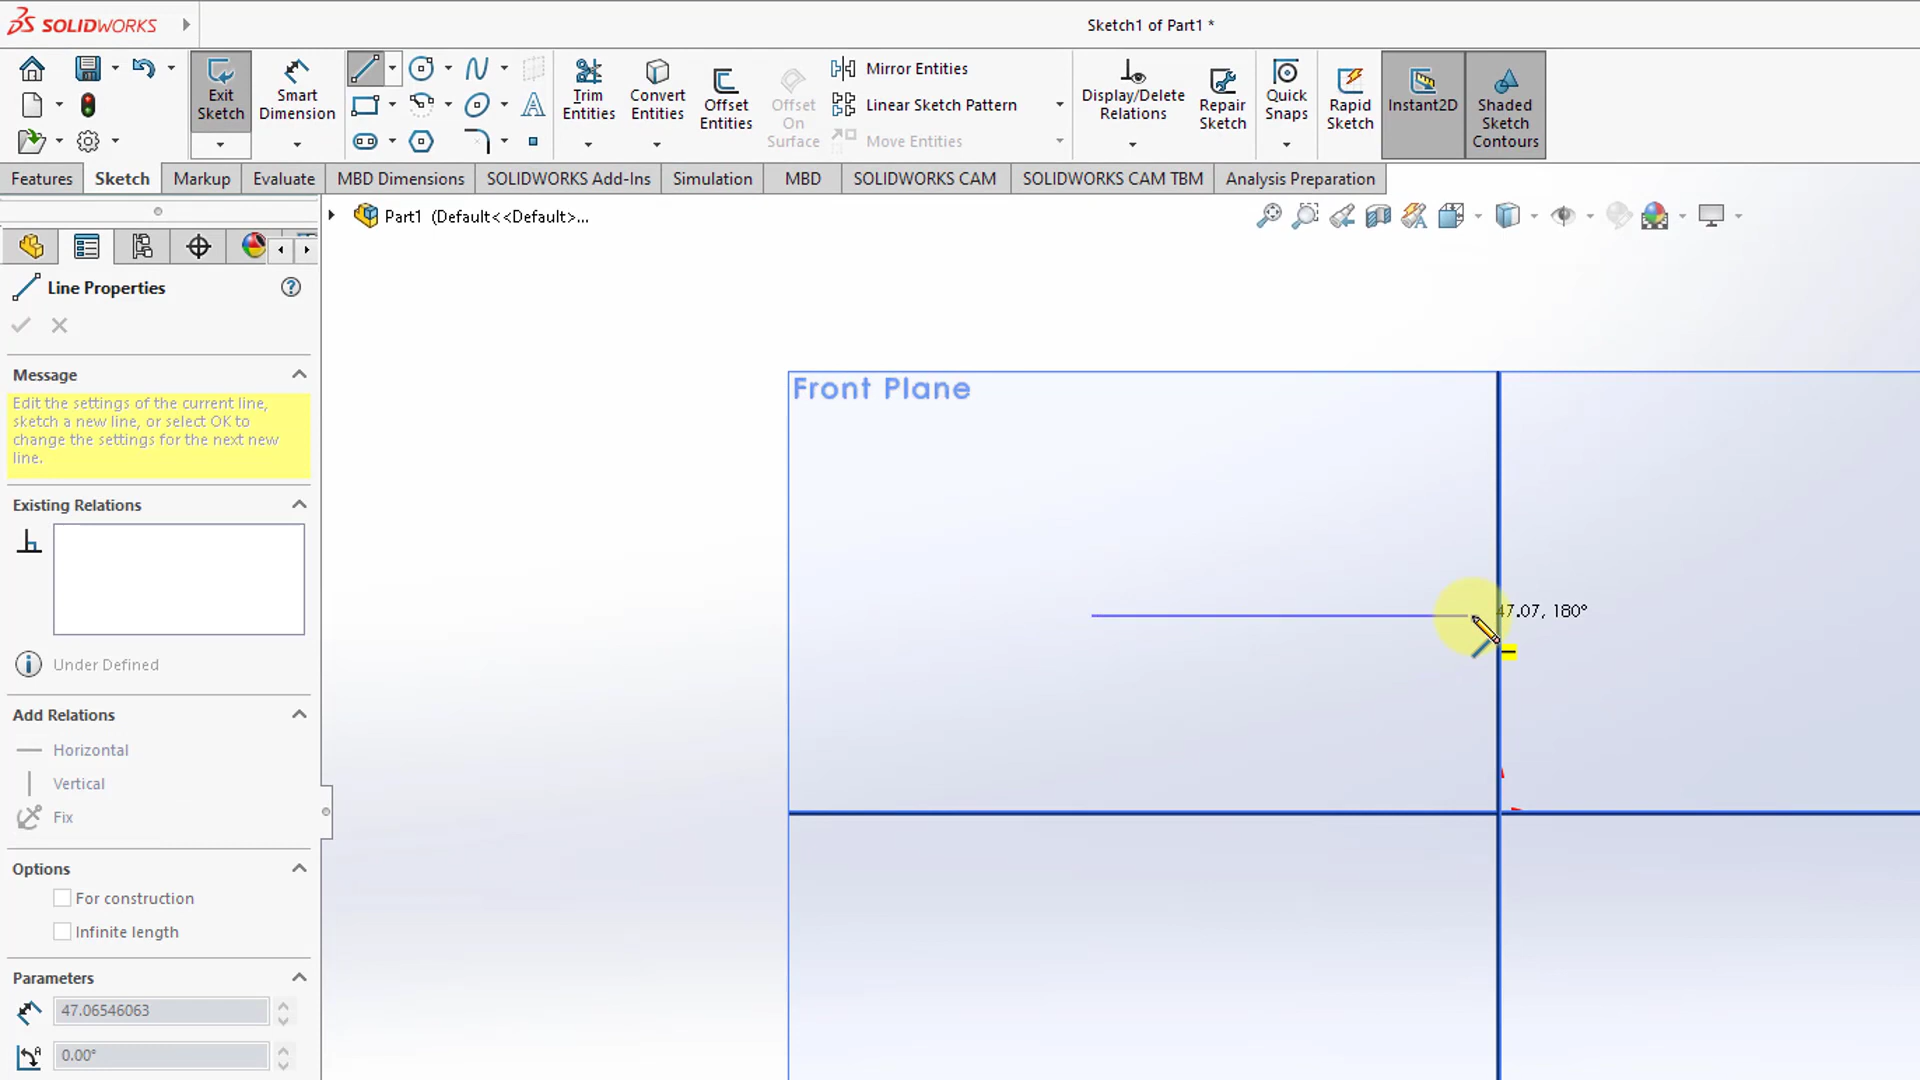 SOLIDWORKS
Sketch1 of Part1 *
Exit
Sketch
Smart
Dimension
Trim
Entities
Convert
Entities
Offset
Entities
Offset
On
Surface
Mirror Entities
Linear Sketch Pattern
Move Entities
Display/Delete
Relations
Repair
Sketch
Quick
Snaps
Rapid
Sketch
Instant2D
Shaded
Sketch
Contours
Features
Sketch
Markup
Evaluate
MBD Dimensions
SOLIDWORKS Add-Ins
Simulation
MBD
SOLIDWORKS CAM
SOLIDWORKS CAM TBM
Analysis Preparation
Part1 (Default<<Default>...
Line Properties
Message
Edit the settings of the current line,
sketch a new line, or select OK to
change the settings for the next new
line.
Existing Relations
Under Defined
Add Relations
Horizontal
Vertical
Fix
Options
For construction
Infinite length
Parameters
47.06546063
0.00°
Front Plane
47.07, 180°